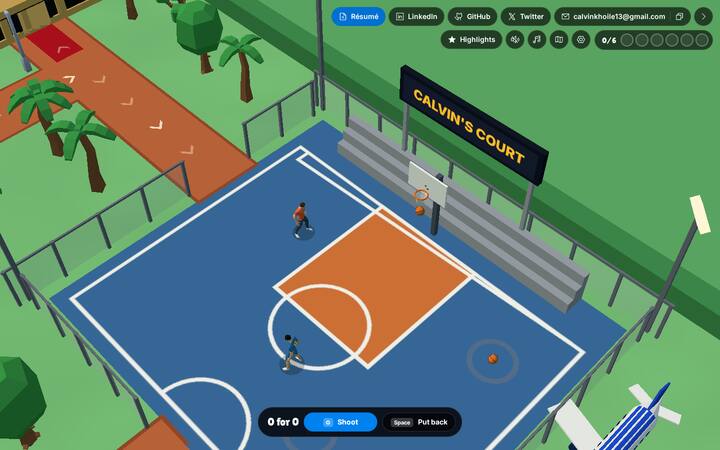 Résumé
LinkedIn
GitHub
Twitter
calvinkhoile13@gmail.com
Highlights
0/6
CALVIN'S COURT
0 for 0
Shoot
Space
Put back